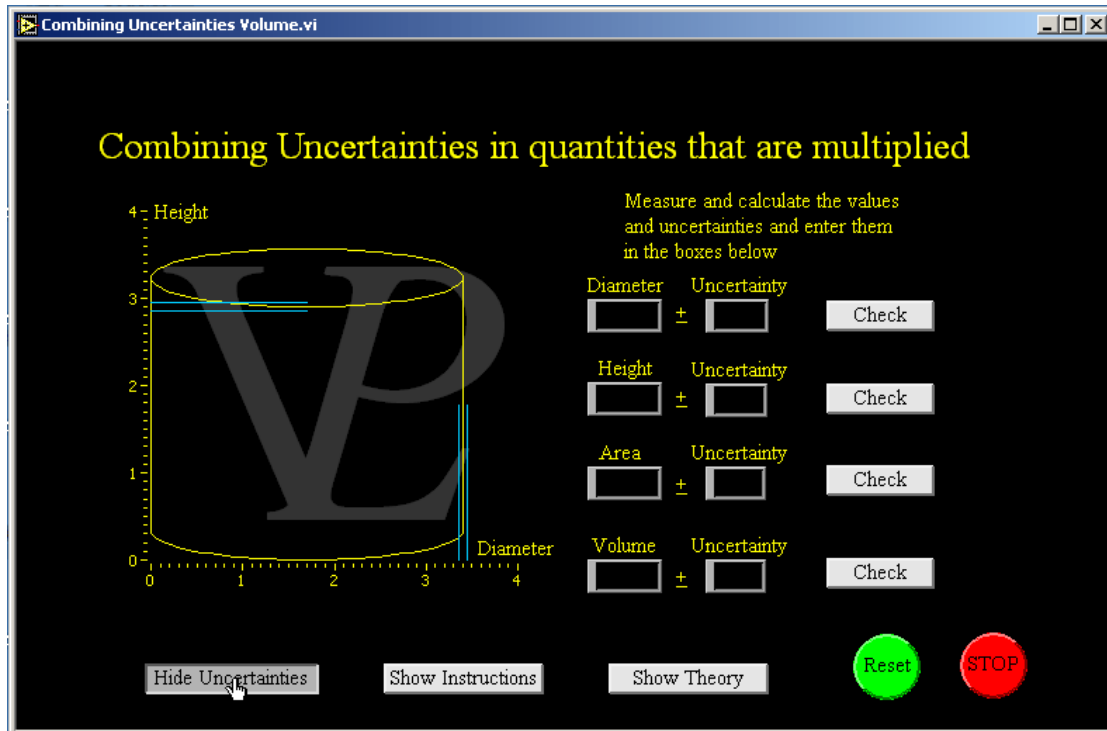 Combining Uncertainties Volume.vi
Combining Uncertainties in quantities that are multiplied
Measure and calculate the values
and uncertainties and enter them
in the boxes below
4 Height
3
2
1
0
0 1 2 3 4
Diameter
VPL
Diameter Uncertainty
± Check
Height Uncertainty
± Check
Area Uncertainty
± Check
Volume Uncertainty
± Check
Hide Uncertainties Show Instructions Show Theory Reset STOP